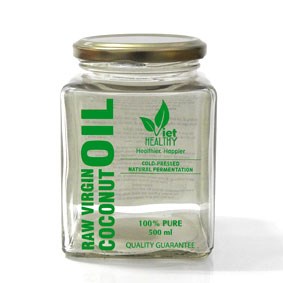 RAW VIRGIN
COCONUT
OIL
Viet
HEALTHY
Healthier, Happier
COLD-PRESSED
NATURAL FERMENTATION
100% PURE
500 ml
QUALITY GUARANTEE